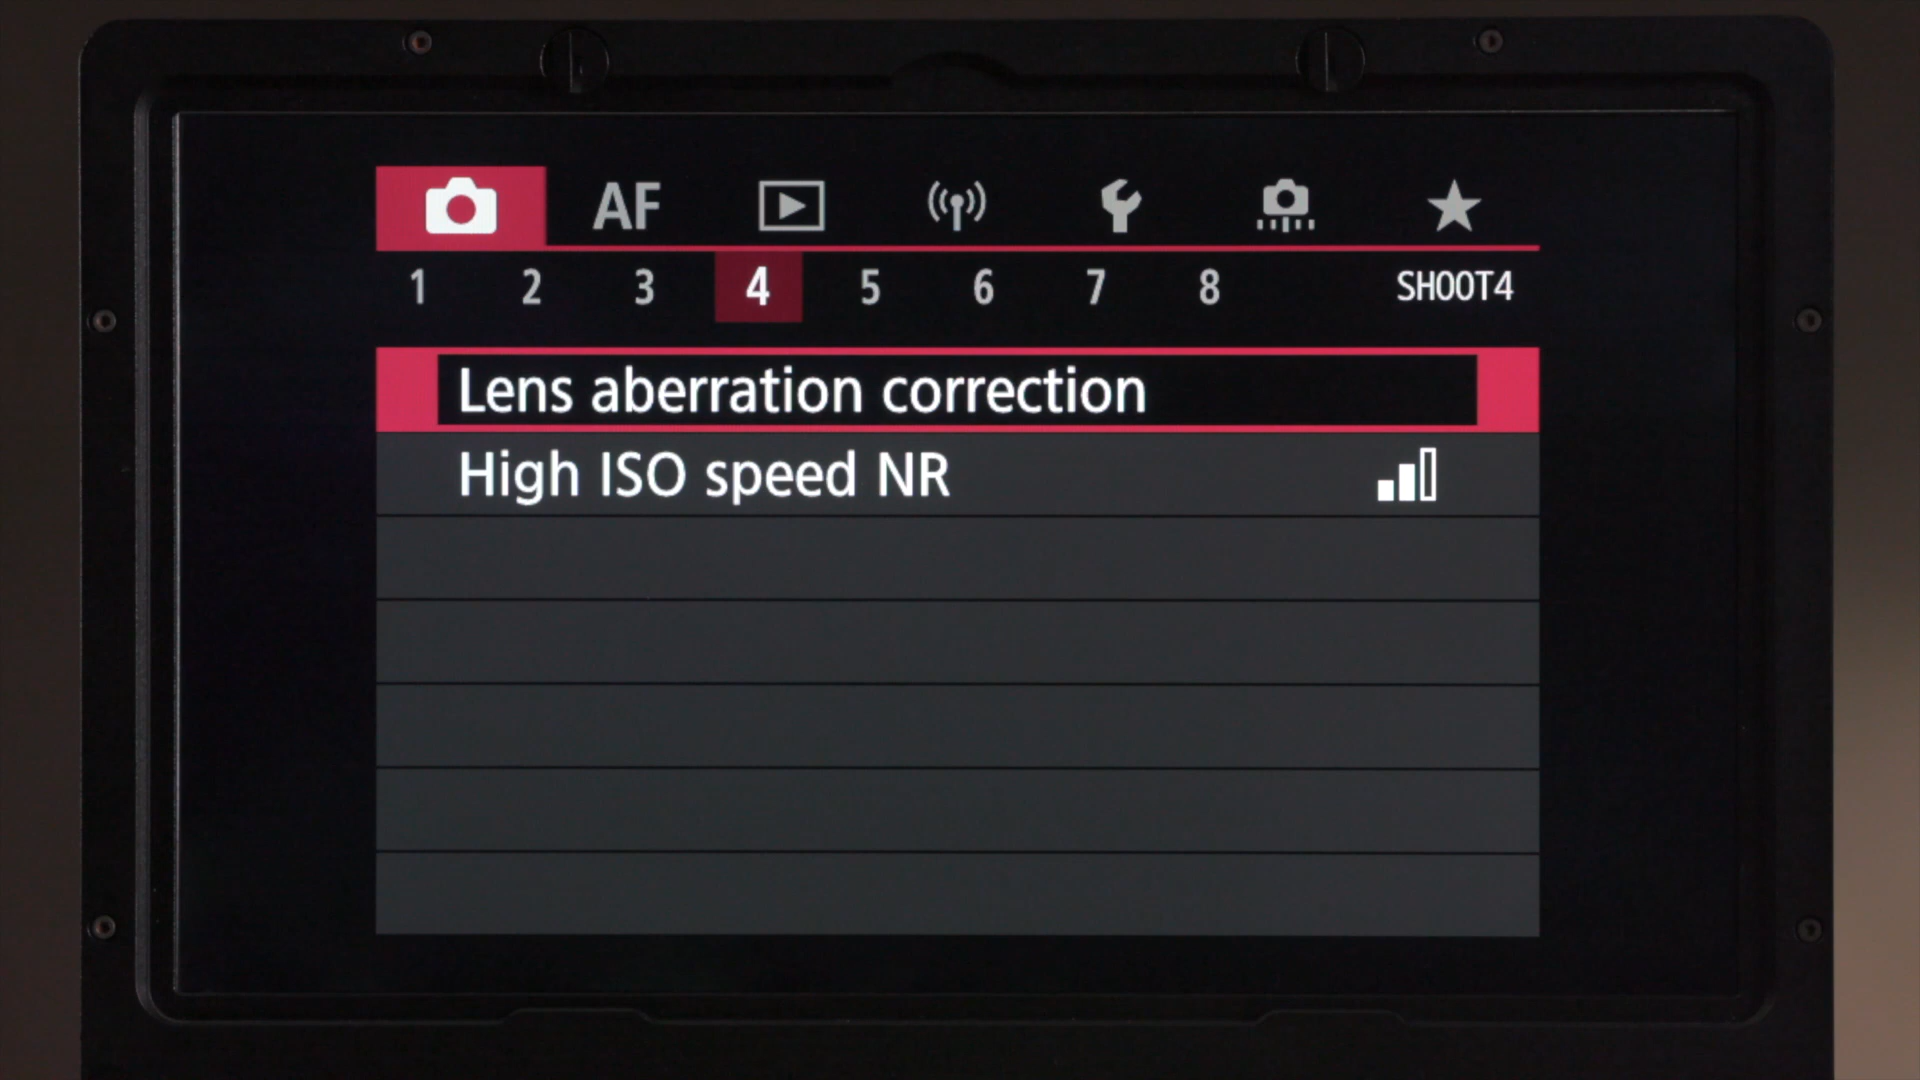 AF
1 2 3 4 5 6 7 8 SHOOT4
Lens aberration correction
High ISO speed NR